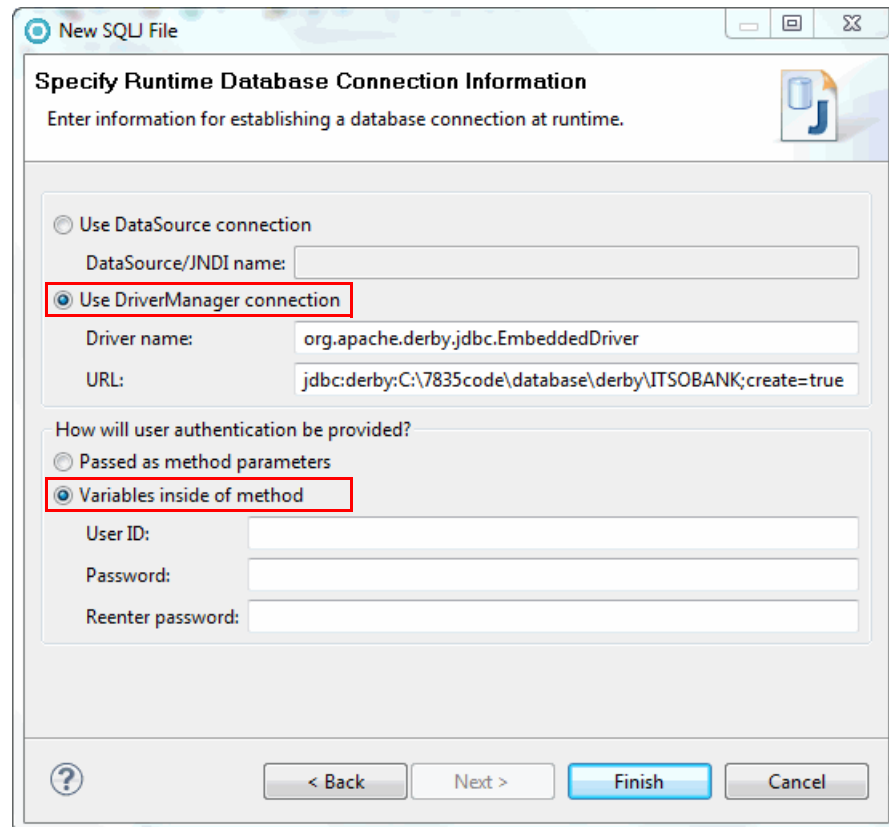 New SQLJ File
Specify Runtime Database Connection Information
Enter information for establishing a database connection at runtime.
Use DataSource connection
DataSource/JNDI name:
Use DriverManager connection
Driver name: org.apache.derby.jdbc.EmbeddedDriver
URL: jdbc:derby:C:\7835code\database\derby\ITSOBANK;create=true
How will user authentication be provided?
Passed as method parameters
Variables inside of method
User ID:
Password:
Reenter password:
? < Back Next > Finish Cancel